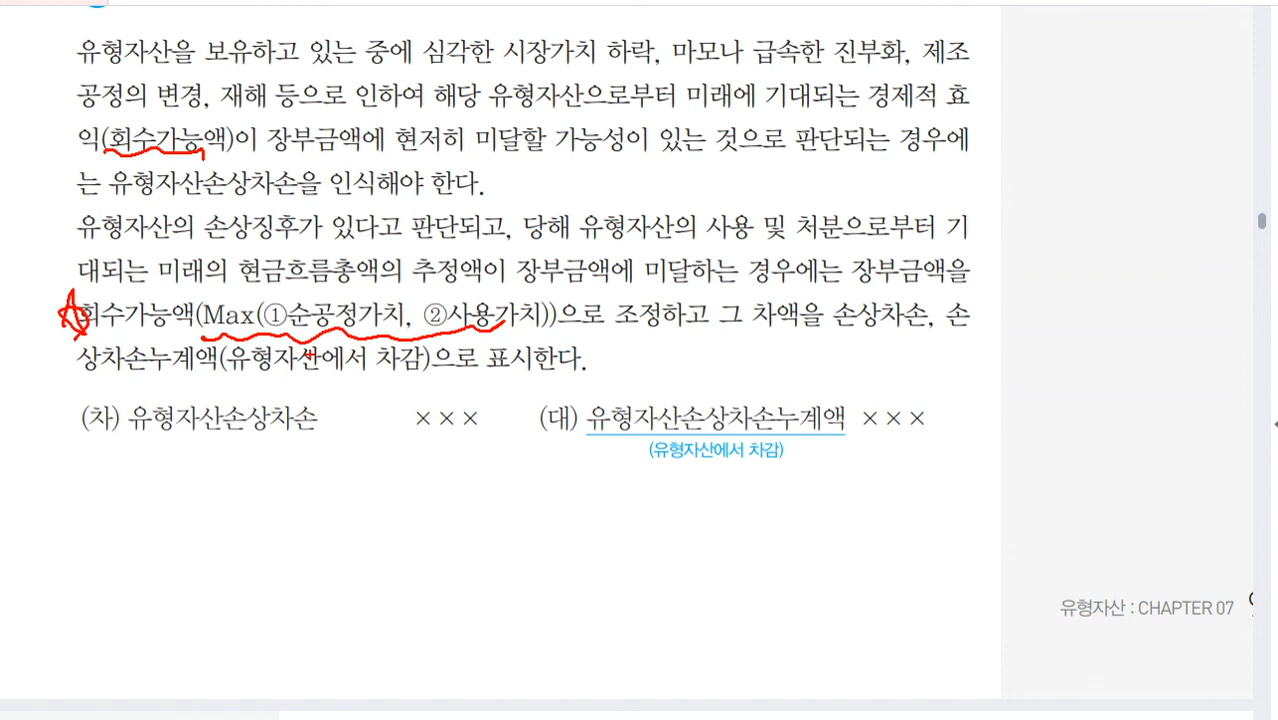 유형자산을 보유하고 있는 중에 심각한 시장가치 하락, 마모나 급속한 진부화, 제조
공정의 변경, 재해 등으로 인하여 해당 유형자산으로부터 미래에 기대되는 경제적 효
익(회수가능액)이 장부금액에 현저히 미달할 가능성이 있는 것으로 판단되는 경우에
는 유형자산손상차손을 인식해야 한다.
유형자산의 손상징후가 있다고 판단되고, 당해 유형자산의 사용 및 처분으로부터 기
대되는 미래의 현금흐름총액의 추정액이 장부금액에 미달하는 경우에는 장부금액을
회수가능액(Max(①순공정가치, ②사용가치))으로 조정하고 그 차액을 손상차손, 손
상차손누계액(유형자산에서 차감)으로 표시한다.
(차) 유형자산손상차손 ××× (대) 유형자산손상차손누계액 ×××
(유형자산에서 차감)
유형자산 : CHAPTER 07